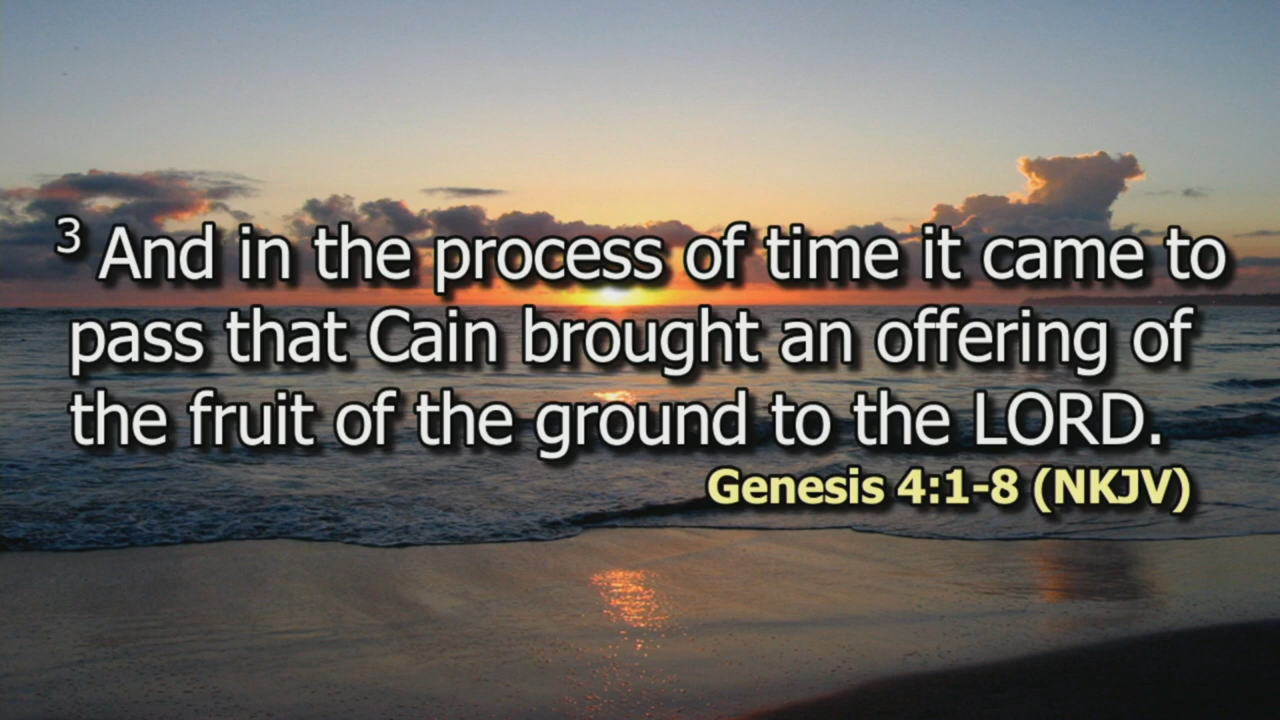 3 And in the process of time it came to
pass that Cain brought an offering of
the fruit of the ground to the LORD.
Genesis 4:1-8 (NKJV)